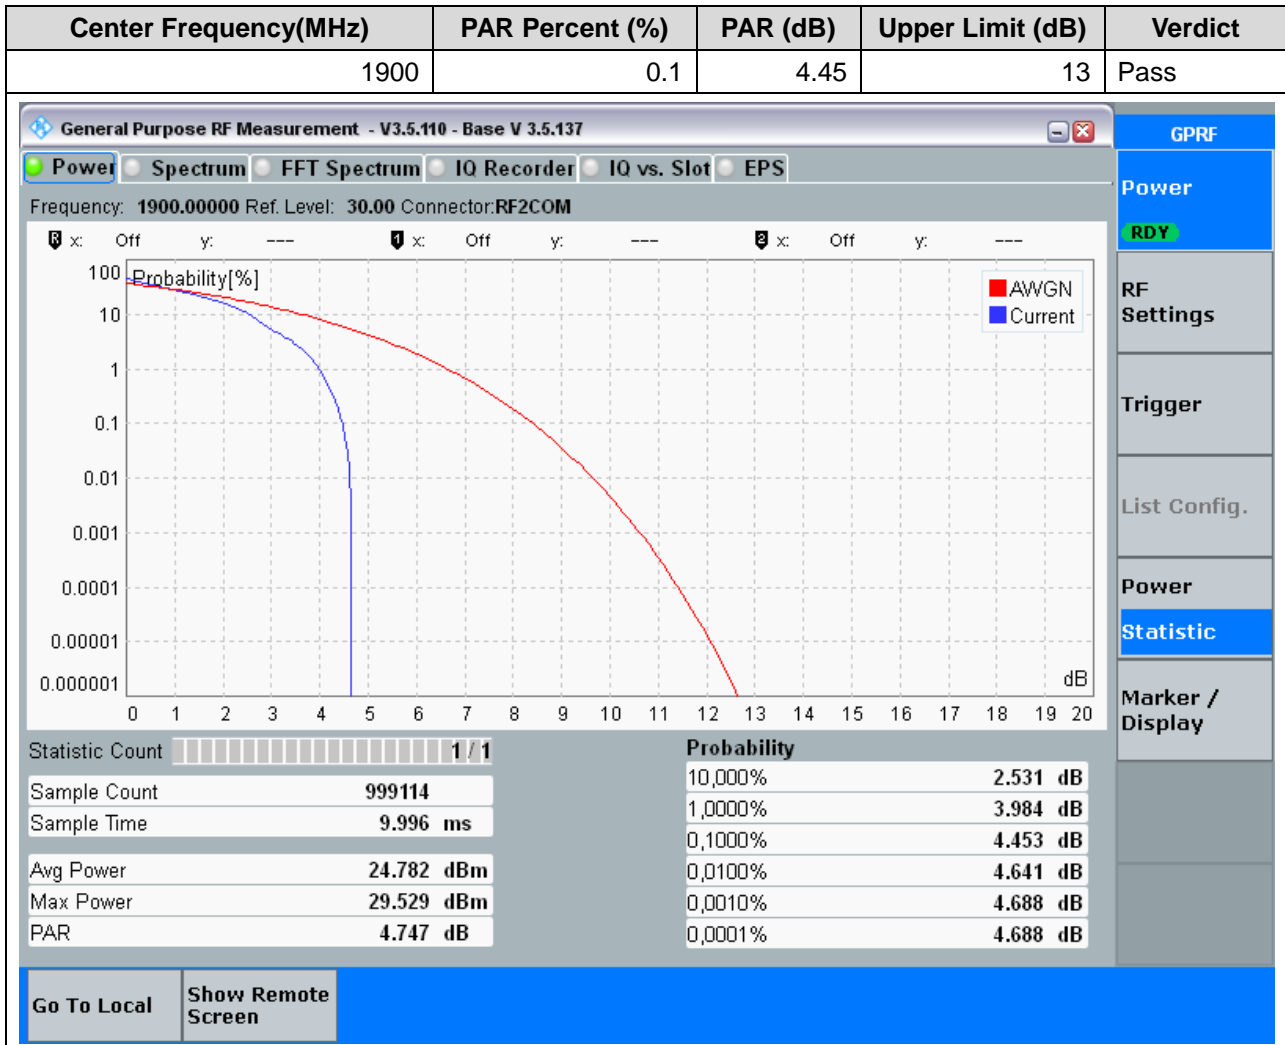 Center Frequency(MHz) PAR Percent (%) PAR (dB) Upper Limit (dB) Verdict
1900 0.1 4.45 13 Pass
General Purpose RF Measurement - V3.5.110 - Base V 3.5.137
GPRF
Power Spectrum FFT Spectrum IQ Recorder IQ vs. Slot EPS
Frequency: 1900.00000 Ref. Level: 30.00 Connector:RF2COM
R x: Off y: --- 1 x: Off y: --- 2 x: Off y: ---
Probability[%]
AWGN
Current
100
10
1
0.1
0.01
0.001
0.0001
0.00001
0.000001
dB
0 1 2 3 4 5 6 7 8 9 10 11 12 13 14 15 16 17 18 19 20
Statistic Count 1 / 1
Sample Count 999114
Sample Time 9.996 ms
Avg Power 24.782 dBm
Max Power 29.529 dBm
PAR 4.747 dB
Probability
10,000% 2.531 dB
1,0000% 3.984 dB
0,1000% 4.453 dB
0,0100% 4.641 dB
0,0010% 4.688 dB
0,0001% 4.688 dB
Power
RDY
RF
Settings
Trigger
List Config.
Power
Statistic
Marker /
Display
Go To Local
Show Remote
Screen